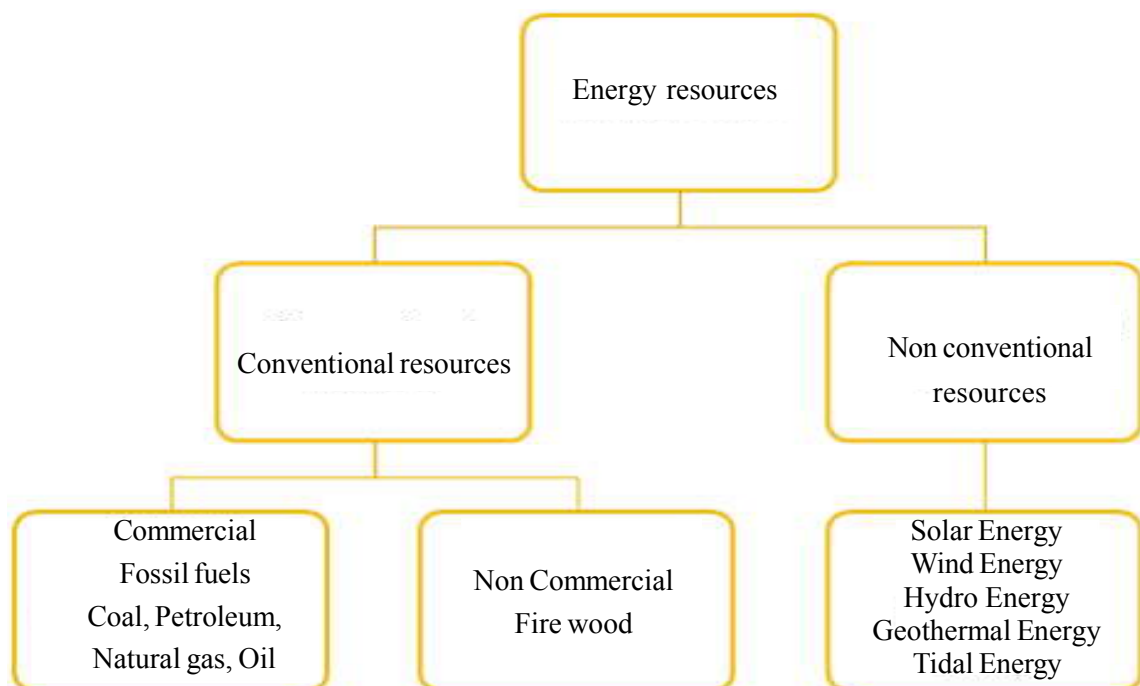 Energy resources
Conventional resources
Non conventional
resources
Commercial
Fossil fuels
Coal, Petroleum,
Natural gas, Oil
Non Commercial
Fire wood
Solar Energy
Wind Energy
Hydro Energy
Geothermal Energy
Tidal Energy